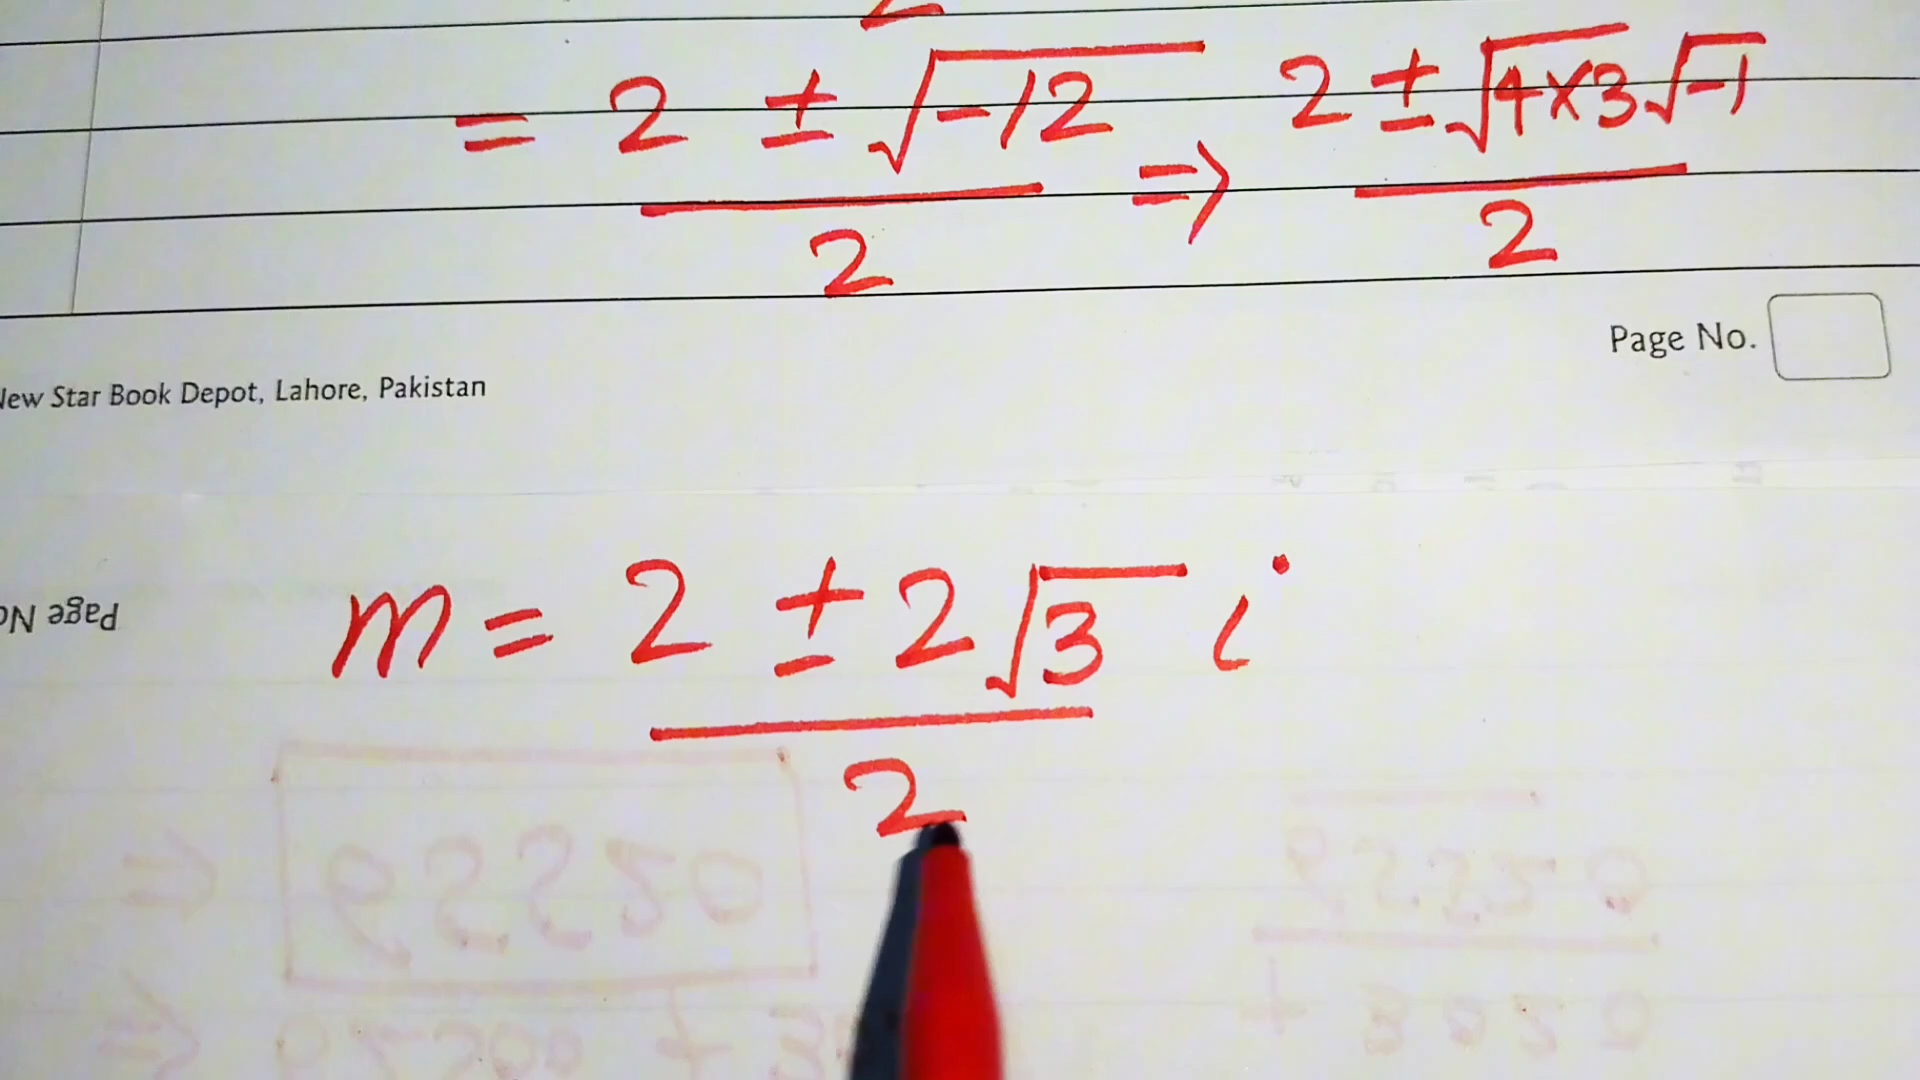 = 2 ± √-12 / 2 => 2 ± √4×3 √-1 / 2
Page No.
New Star Book Depot, Lahore, Pakistan
m = 2 ± 2√3 i / 2
Page No